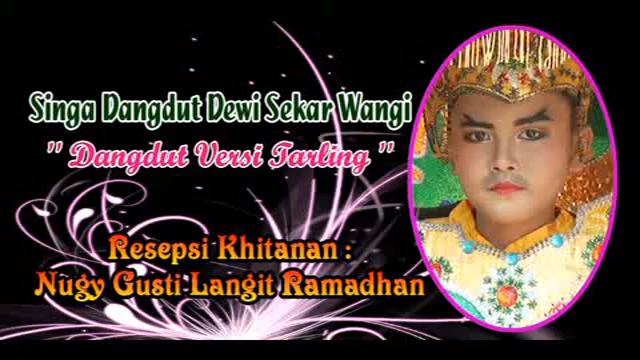 Singa Dangdut Dewi Sekar Wangi
" Dangdut Versi Tarling "
Resepsi Khitanan :
Nugy Gusti Langit Ramadhan